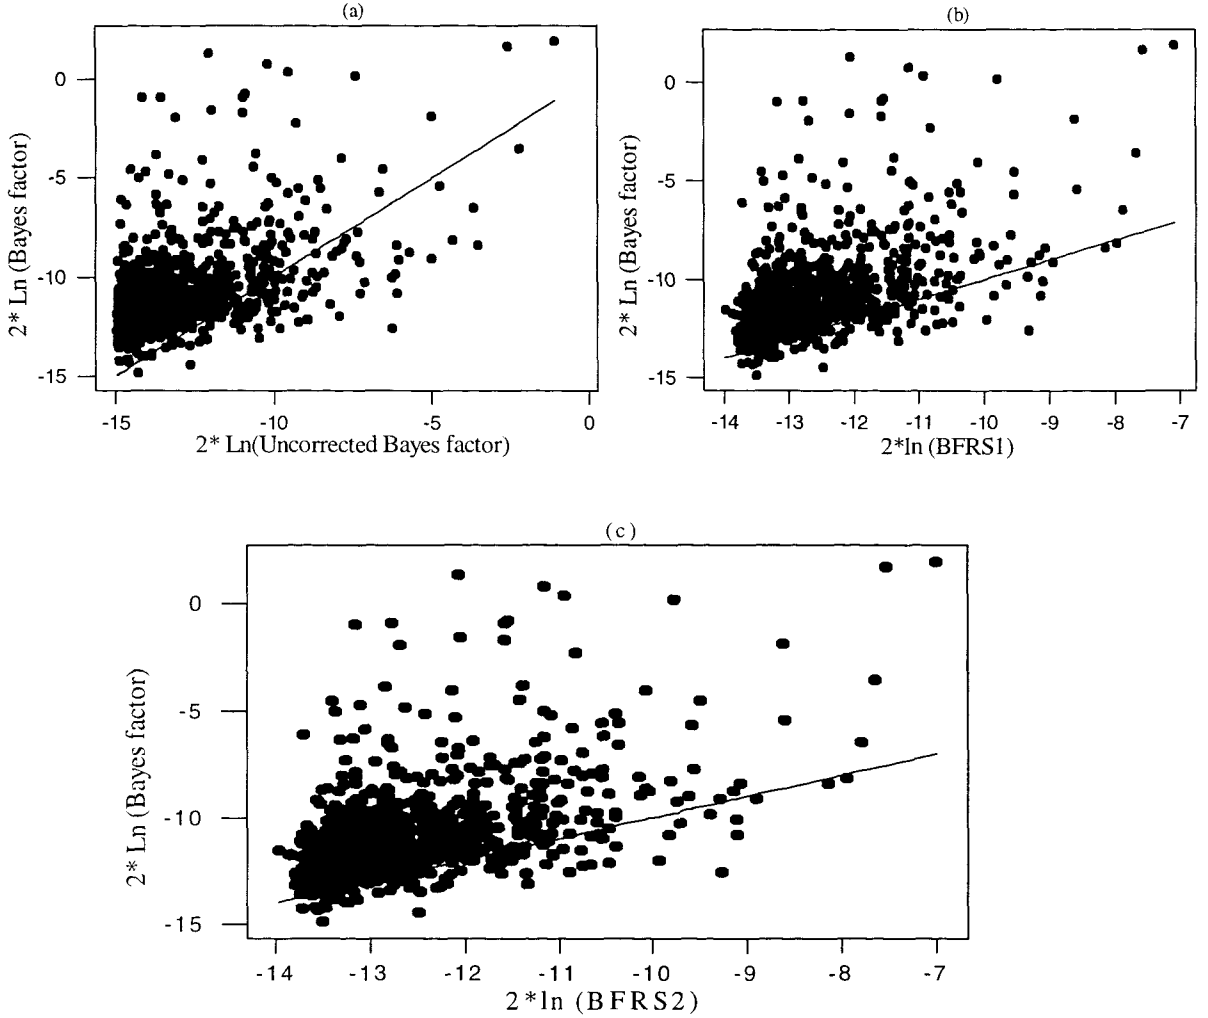 (a)
0
-5
-10
-15
2* Ln (Bayes factor)
-15 -10 -5 0
2* Ln(Uncorrected Bayes factor)
(b)
0
-5
-10
-15
2* Ln (Bayes factor)
-14 -13 -12 -11 -10 -9 -8 -7
2*ln (BFRS1)
(c)
0
-5
-10
-15
2* Ln (Bayes factor)
-14 -13 -12 -11 -10 -9 -8 -7
2*ln (BFRS2)